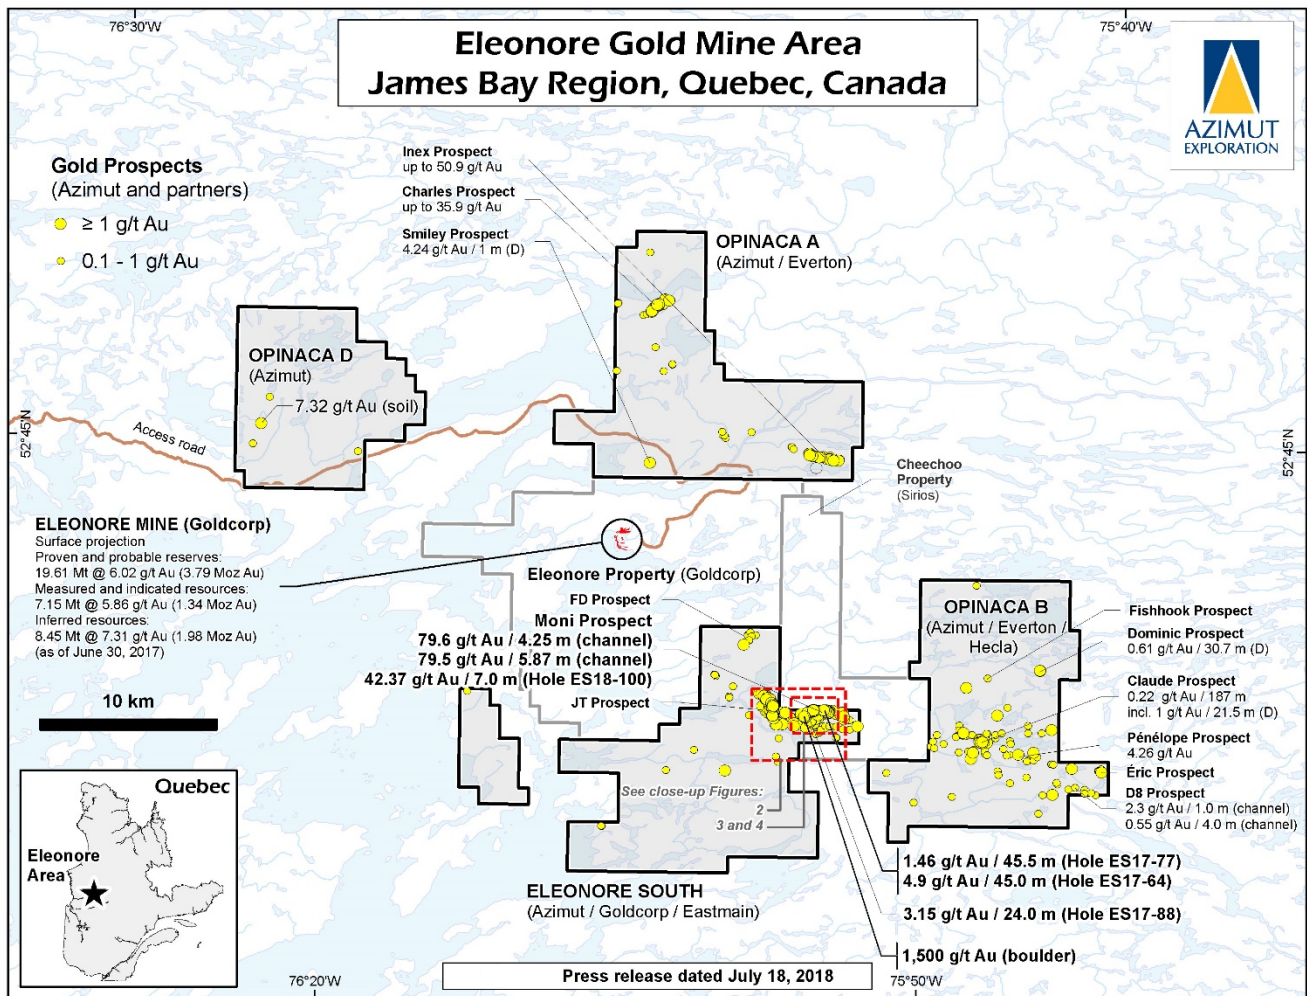 76°30'W
75°40'W
Eleonore Gold Mine Area
James Bay Region, Quebec, Canada
AZIMUT
EXPLORATION
Gold Prospects
(Azimut and partners)
≥ 1 g/t Au
0.1 - 1 g/t Au
Inex Prospect
up to 50.9 g/t Au
Charles Prospect
up to 35.9 g/t Au
Smiley Prospect
4.24 g/t Au / 1 m (D)
OPINACA A
(Azimut / Everton)
OPINACA D
(Azimut)
7.32 g/t Au (soil)
52°45'N
Access road
52°45'N
Cheechoo
Property
(Sirios)
ELEONORE MINE (Goldcorp)
Surface projection
Proven and probable reserves:
19.61 Mt @ 6.02 g/t Au (3.79 Moz Au)
Measured and indicated resources:
7.15 Mt @ 5.86 g/t Au (1.34 Moz Au)
Inferred resources:
8.45 Mt @ 7.31 g/t Au (1.98 Moz Au)
(as of June 30, 2017)
10 km
Eleonore Property (Goldcorp)
FD Prospect
Moni Prospect
79.6 g/t Au / 4.25 m (channel)
79.5 g/t Au / 5.87 m (channel)
42.37 g/t Au / 7.0 m (Hole ES18-100)
JT Prospect
OPINACA B
(Azimut / Everton /
Hecla)
Fishhook Prospect
Dominic Prospect
0.61 g/t Au / 30.7 m (D)
Claude Prospect
0.22 g/t Au / 187 m
incl. 1 g/t Au / 21.5 m (D)
Pénélope Prospect
4.26 g/t Au
Éric Prospect
D8 Prospect
2.3 g/t Au / 1.0 m (channel)
0.55 g/t Au / 4.0 m (channel)
See close-up Figures:
2
3 and 4
Quebec
Eleonore
Area
ELEONORE SOUTH
(Azimut / Goldcorp / Eastmain)
1.46 g/t Au / 45.5 m (Hole ES17-77)
4.9 g/t Au / 45.0 m (Hole ES17-64)
3.15 g/t Au / 24.0 m (Hole ES17-88)
1,500 g/t Au (boulder)
76°20'W
Press release dated July 18, 2018
75°50'W